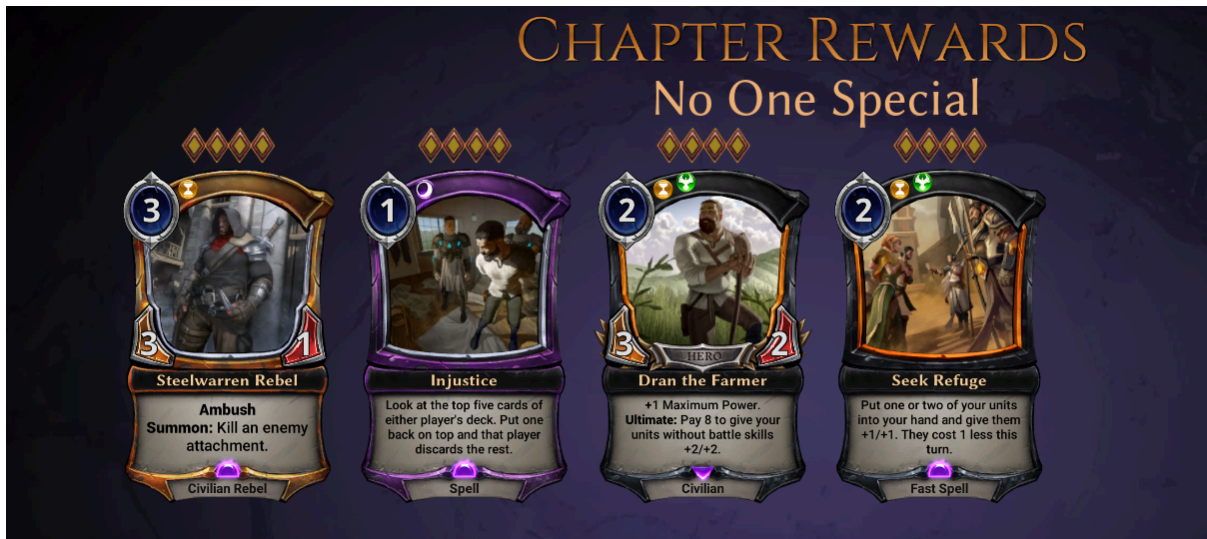 CHAPTER REWARDS
No One Special
3
3
1
Steelwarren Rebel
Ambush
Summon: Kill an enemy
attachment.
Civilian Rebel
1
Injustice
Look at the top five cards of
either player's deck. Put one
back on top and that player
discards the rest.
Spell
2
3
HERO
2
Dran the Farmer
+1 Maximum Power.
Ultimate: Pay 8 to give your
units without battle skills
+2/+2.
Civilian
2
Seek Refuge
Put one or two of your units
into your hand and give them
+1/+1. They cost 1 less this
turn.
Fast Spell